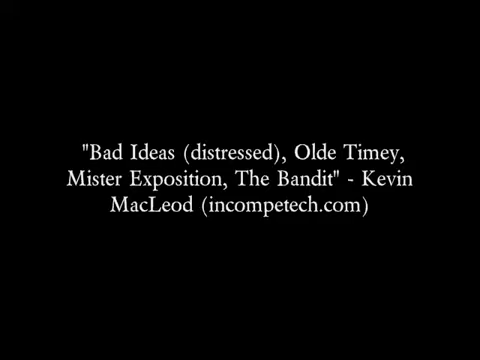 "Bad Ideas (distressed), Olde Timey,
Mister Exposition, The Bandit" - Kevin
MacLeod (incompetech.com)